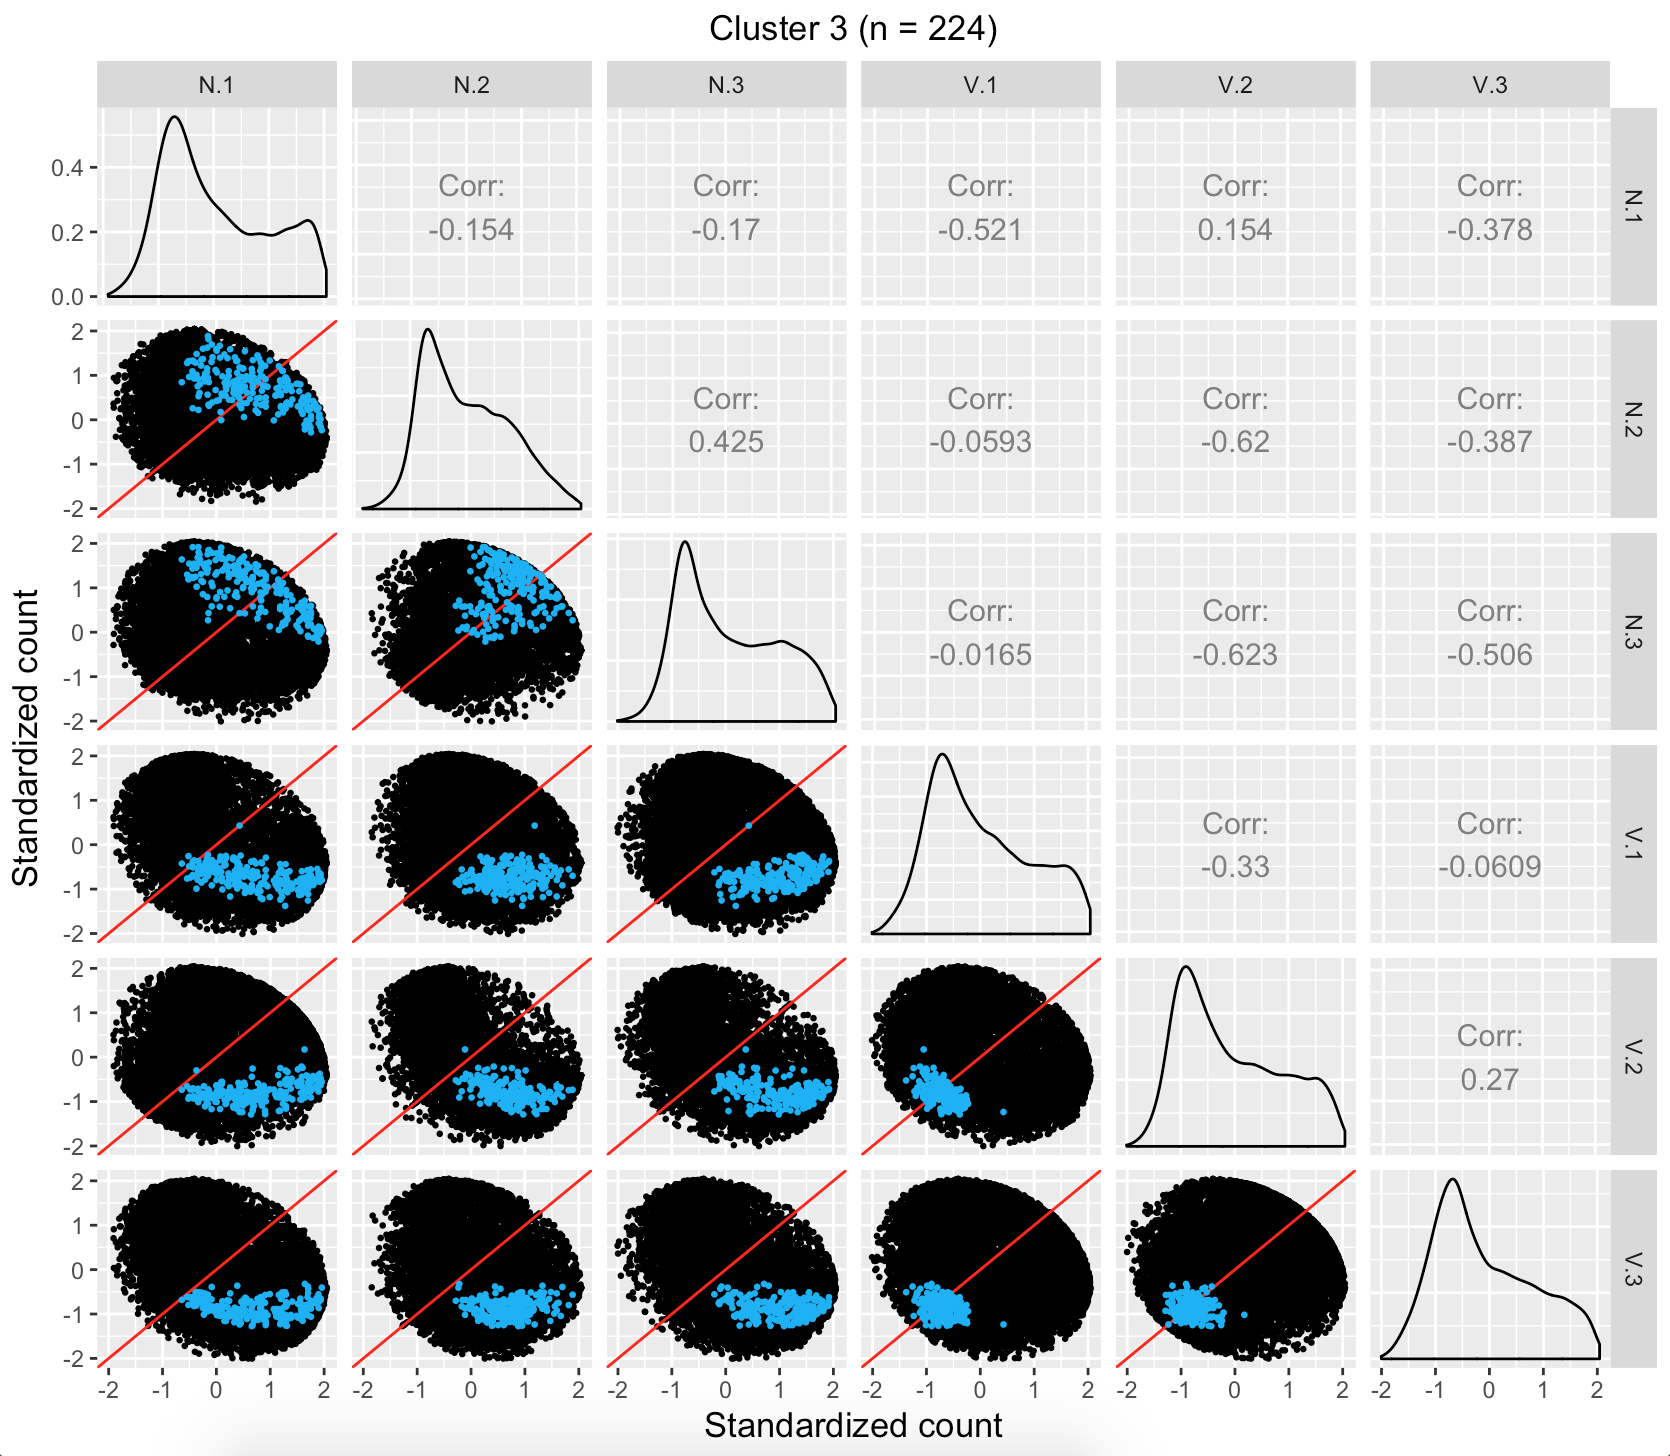 Cluster 3 (n = 224)
N.1 N.2 N.3 V.1 V.2 V.3
0.4
0.2
0.0
Corr: Corr: Corr: Corr: Corr:
-0.154 -0.17 -0.521 0.154 -0.378
N.1
2
1
0
-1
-2
Corr: Corr: Corr: Corr:
0.425 -0.0593 -0.62 -0.387
N.2
2
1
0
-1
-2
Corr: Corr: Corr:
-0.0165 -0.623 -0.506
N.3
2
1
0
-1
-2
Corr: Corr:
-0.33 -0.0609
V.1
2
1
0
-1
-2
Corr:
0.27
V.2
2
1
0
-1
-2
V.3
Standardized count
-2 -1 0 1 2 -2 -1 0 1 2 -2 -1 0 1 2 -2 -1 0 1 2 -2 -1 0 1 2 -2 -1 0 1 2
Standardized count